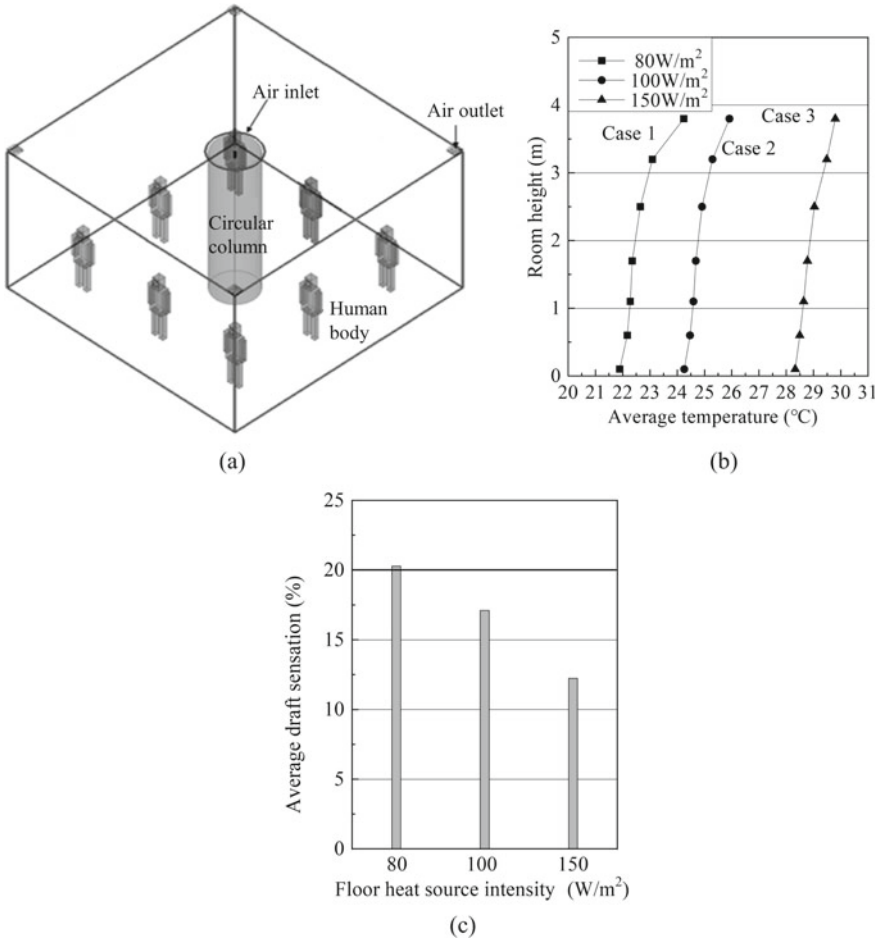 Air inlet
Air outlet
Circular
column
Human
body
(a)
80W/m²
100W/m²
150W/m²
Case 1
Case 2
Case 3
Room height (m)
5
4
3
2
1
0
20 21 22 23 24 25 26 27 28 29 30 31
Average temperature (℃)
(b)
Average draft sensation (%)
25
20
15
10
5
0
80 100 150
Floor heat source intensity (W/m²)
(c)